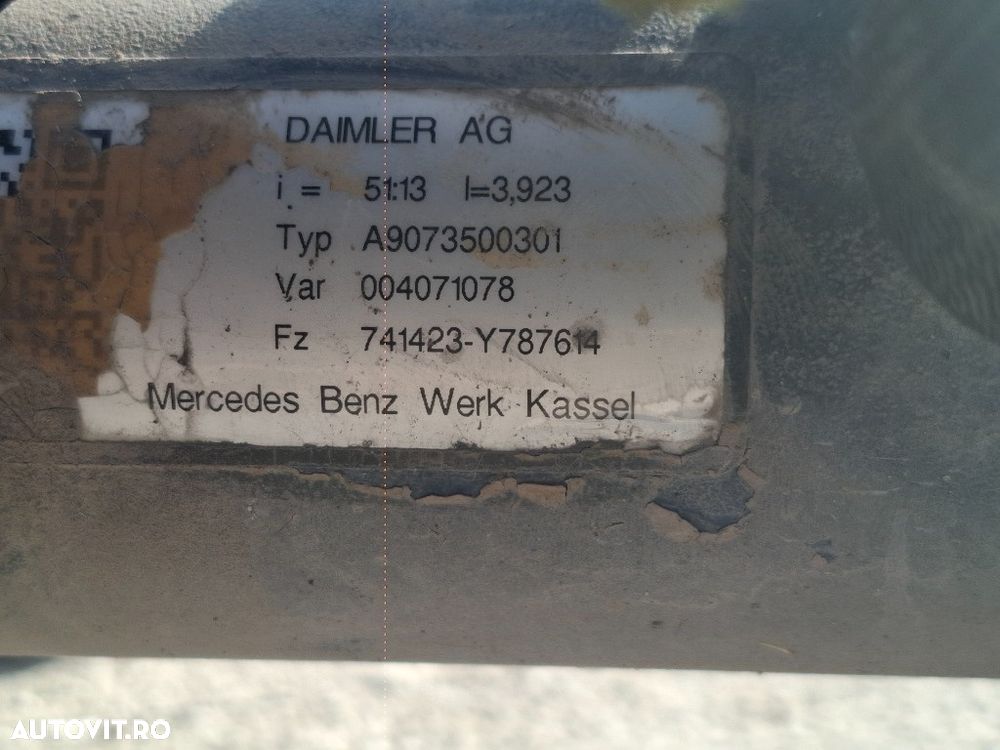 DAIMLER AG
i = 51:13 I=3,923
Typ A9073500301
Var 004071078
Fz 741423-Y787614
Mercedes Benz Werk Kassel
AUTOVIT.RO